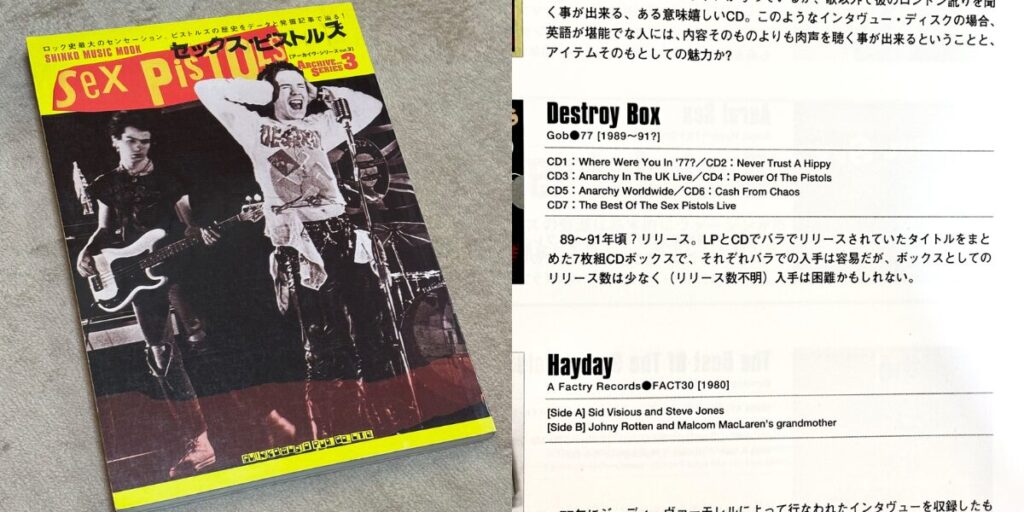 ロック史最大のセンセーション、ピストルズの歴史をデータと発掘記事で辿る!
SHINKO MUSIC MOOK
セックス・ピストルズ
Sex PISTOLS
[アーカイヴ・シリーズ vol.3]
ARCHIVE SERIES 3
く事が出来る、ある意味嬉しいCD。このようなインタヴュー・ディスクの場合、
英語が堪能でな人には、内容そのものよりも肉声を聴く事が出来るということと、
アイテムそのもとしての魅力か?
Destroy Box
Gob●77 [1989〜91?]
CD1:Where Were You In '77?/CD2:Never Trust A Hippy
CD3:Anarchy In The UK Live/CD4:Power Of The Pistols
CD5:Anarchy Worldwide/CD6:Cash From Chaos
CD7:The Best Of The Sex Pistols Live
89〜91年頃?リリース。LPとCDでバラでリリースされていたタイトルをまと
めた7枚組CDボックスで、それぞれバラでの入手は容易だが、ボックスとしての
リリース数は少なく(リリース数不明)入手は困難かもしれない。
Hayday
A Factry Records●FACT30 [1980]
[Side A] Sid Visious and Steve Jones
[Side B] Johny Rotten and Malcom MacLaren's grandmother